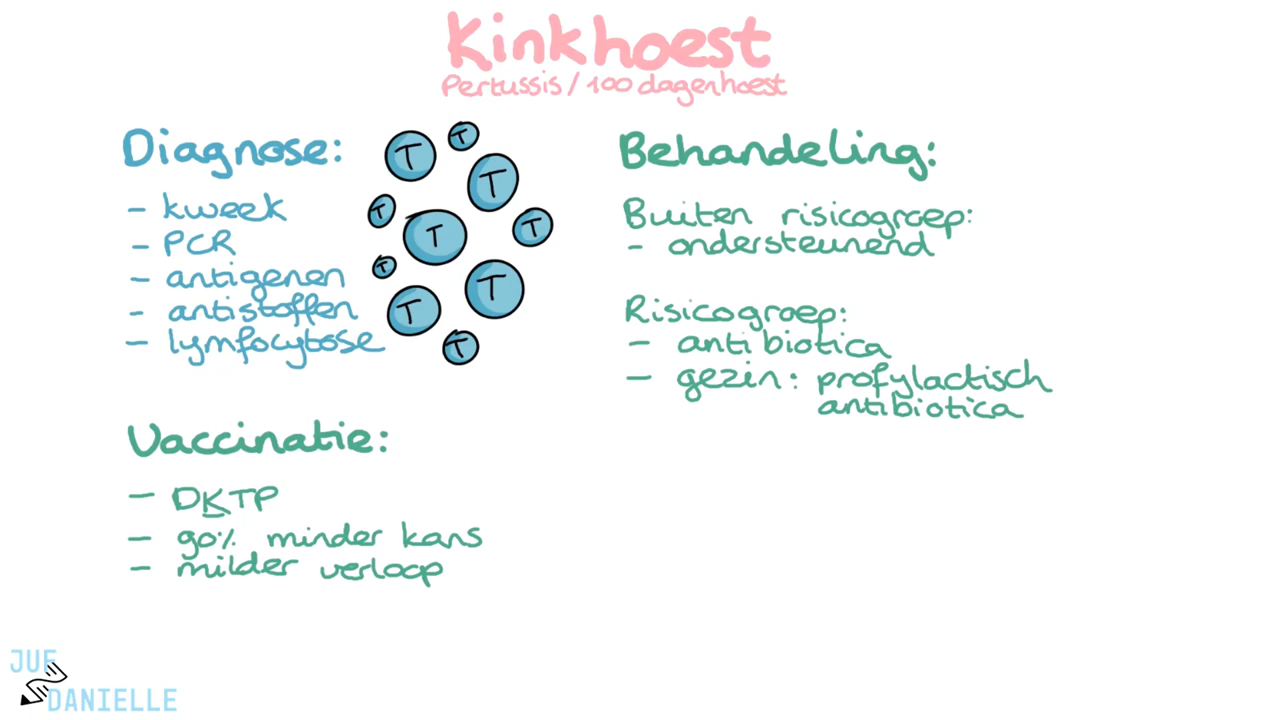 Kinkhoest
Pertussis / 100 dagenhoest
Diagnose:
- kweek
- PCR
- antigenen
- antistoffen
- lymfocytose
T
T
T
T
T
T
T
T
T
T
Vaccinatie:
- DKTP
- 90% minder kans
- milder verloop
Behandeling:
Buiten risicogroep:
- ondersteunend
Risicogroep:
- antibiotica
- gezin: profylactisch
antibiotica
JUF
DANIELLE